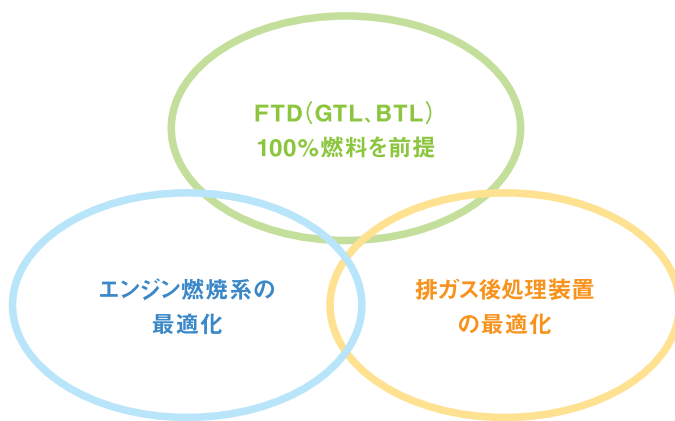 FTD(GTL、BTL)
100%燃料を前提
エンジン燃焼系の
最適化
排ガス後処理装置
の最適化